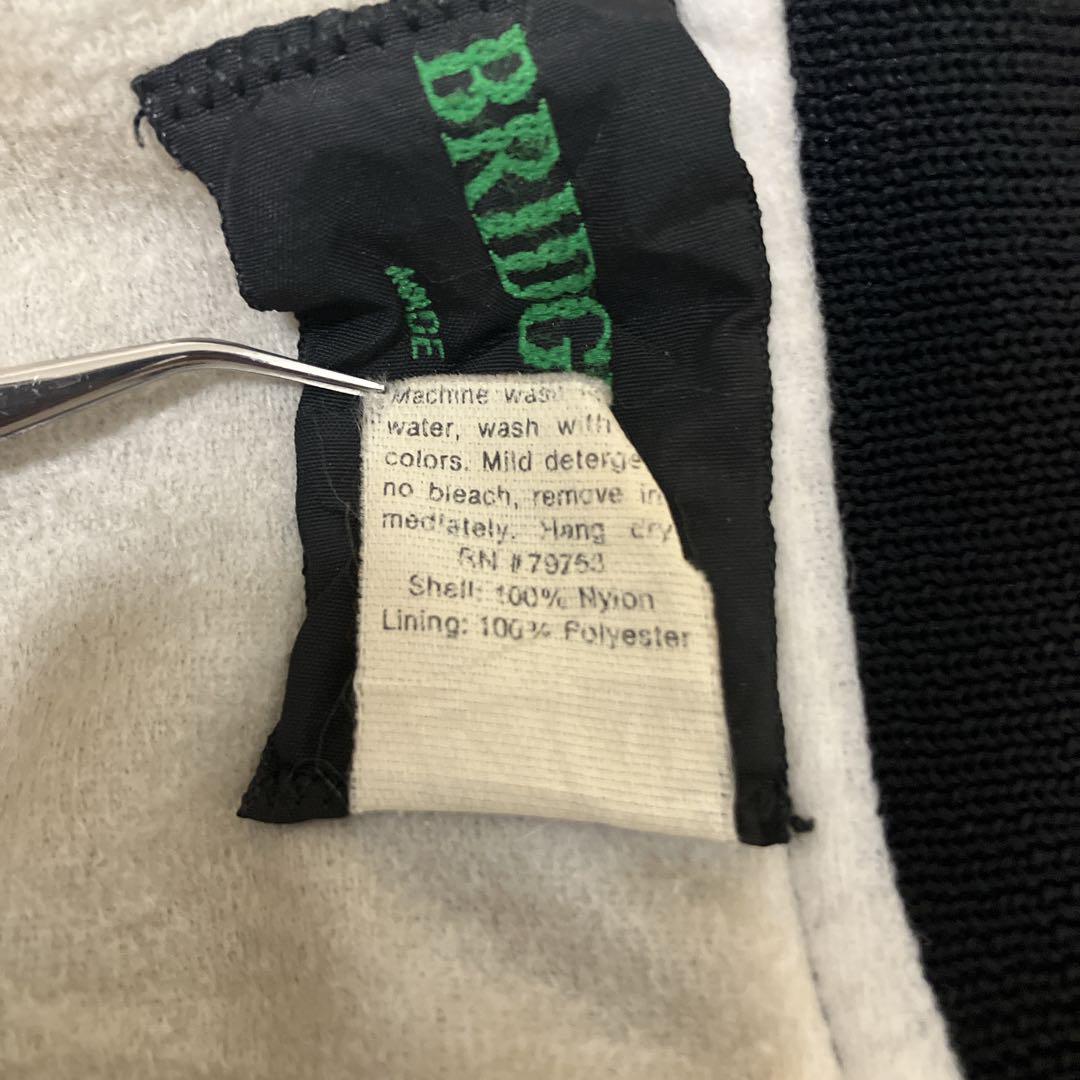 BRIDG
MADE
Machine wash
water, wash with
colors. Mild deterge
no bleach, remove im
mediately. Hang dry
RN #79753
Shell: 100% Nylon
Lining: 100% Polyester